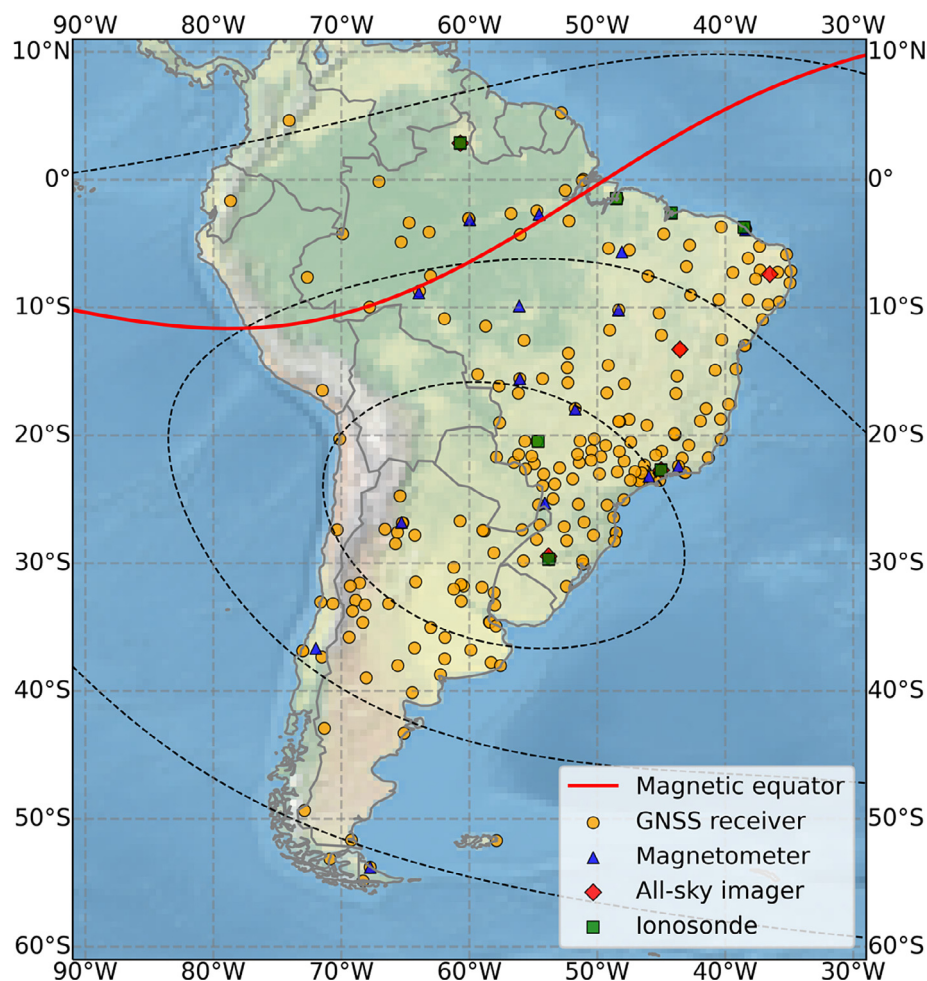 90°W 80°W 70°W 60°W 50°W 40°W 30°W
10°N 10°N
0° 0°
10°S 10°S
20°S 20°S
30°S 30°S
40°S 40°S
50°S 50°S
60°S 60°S
90°W 80°W 70°W 60°W 50°W 40°W 30°W
Magnetic equator
GNSS receiver
Magnetometer
All-sky imager
Ionosonde